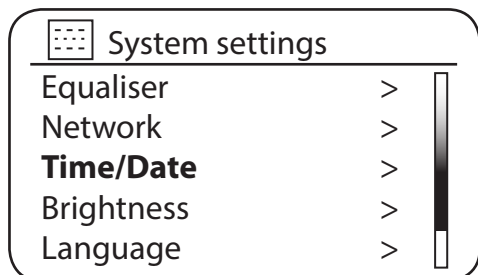 System settings
Equaliser >
Network >
Time/Date >
Brightness >
Language >